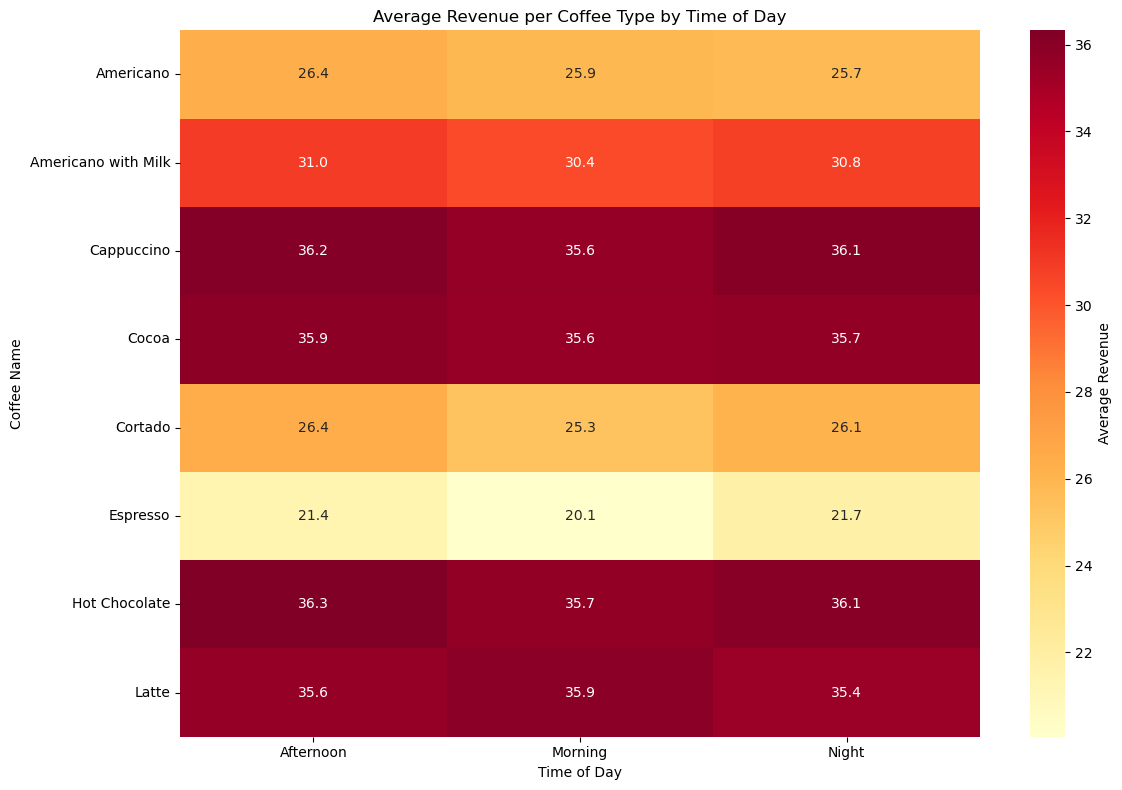 Average Revenue per Coffee Type by Time of Day
Coffee Name
Americano 26.4 25.9 25.7
Americano with Milk 31.0 30.4 30.8
Cappuccino 36.2 35.6 36.1
Cocoa 35.9 35.6 35.7
Cortado 26.4 25.3 26.1
Espresso 21.4 20.1 21.7
Hot Chocolate 36.3 35.7 36.1
Latte 35.6 35.9 35.4
Afternoon Morning Night
Time of Day
36
34
32
30
28
26
24
22
Average Revenue